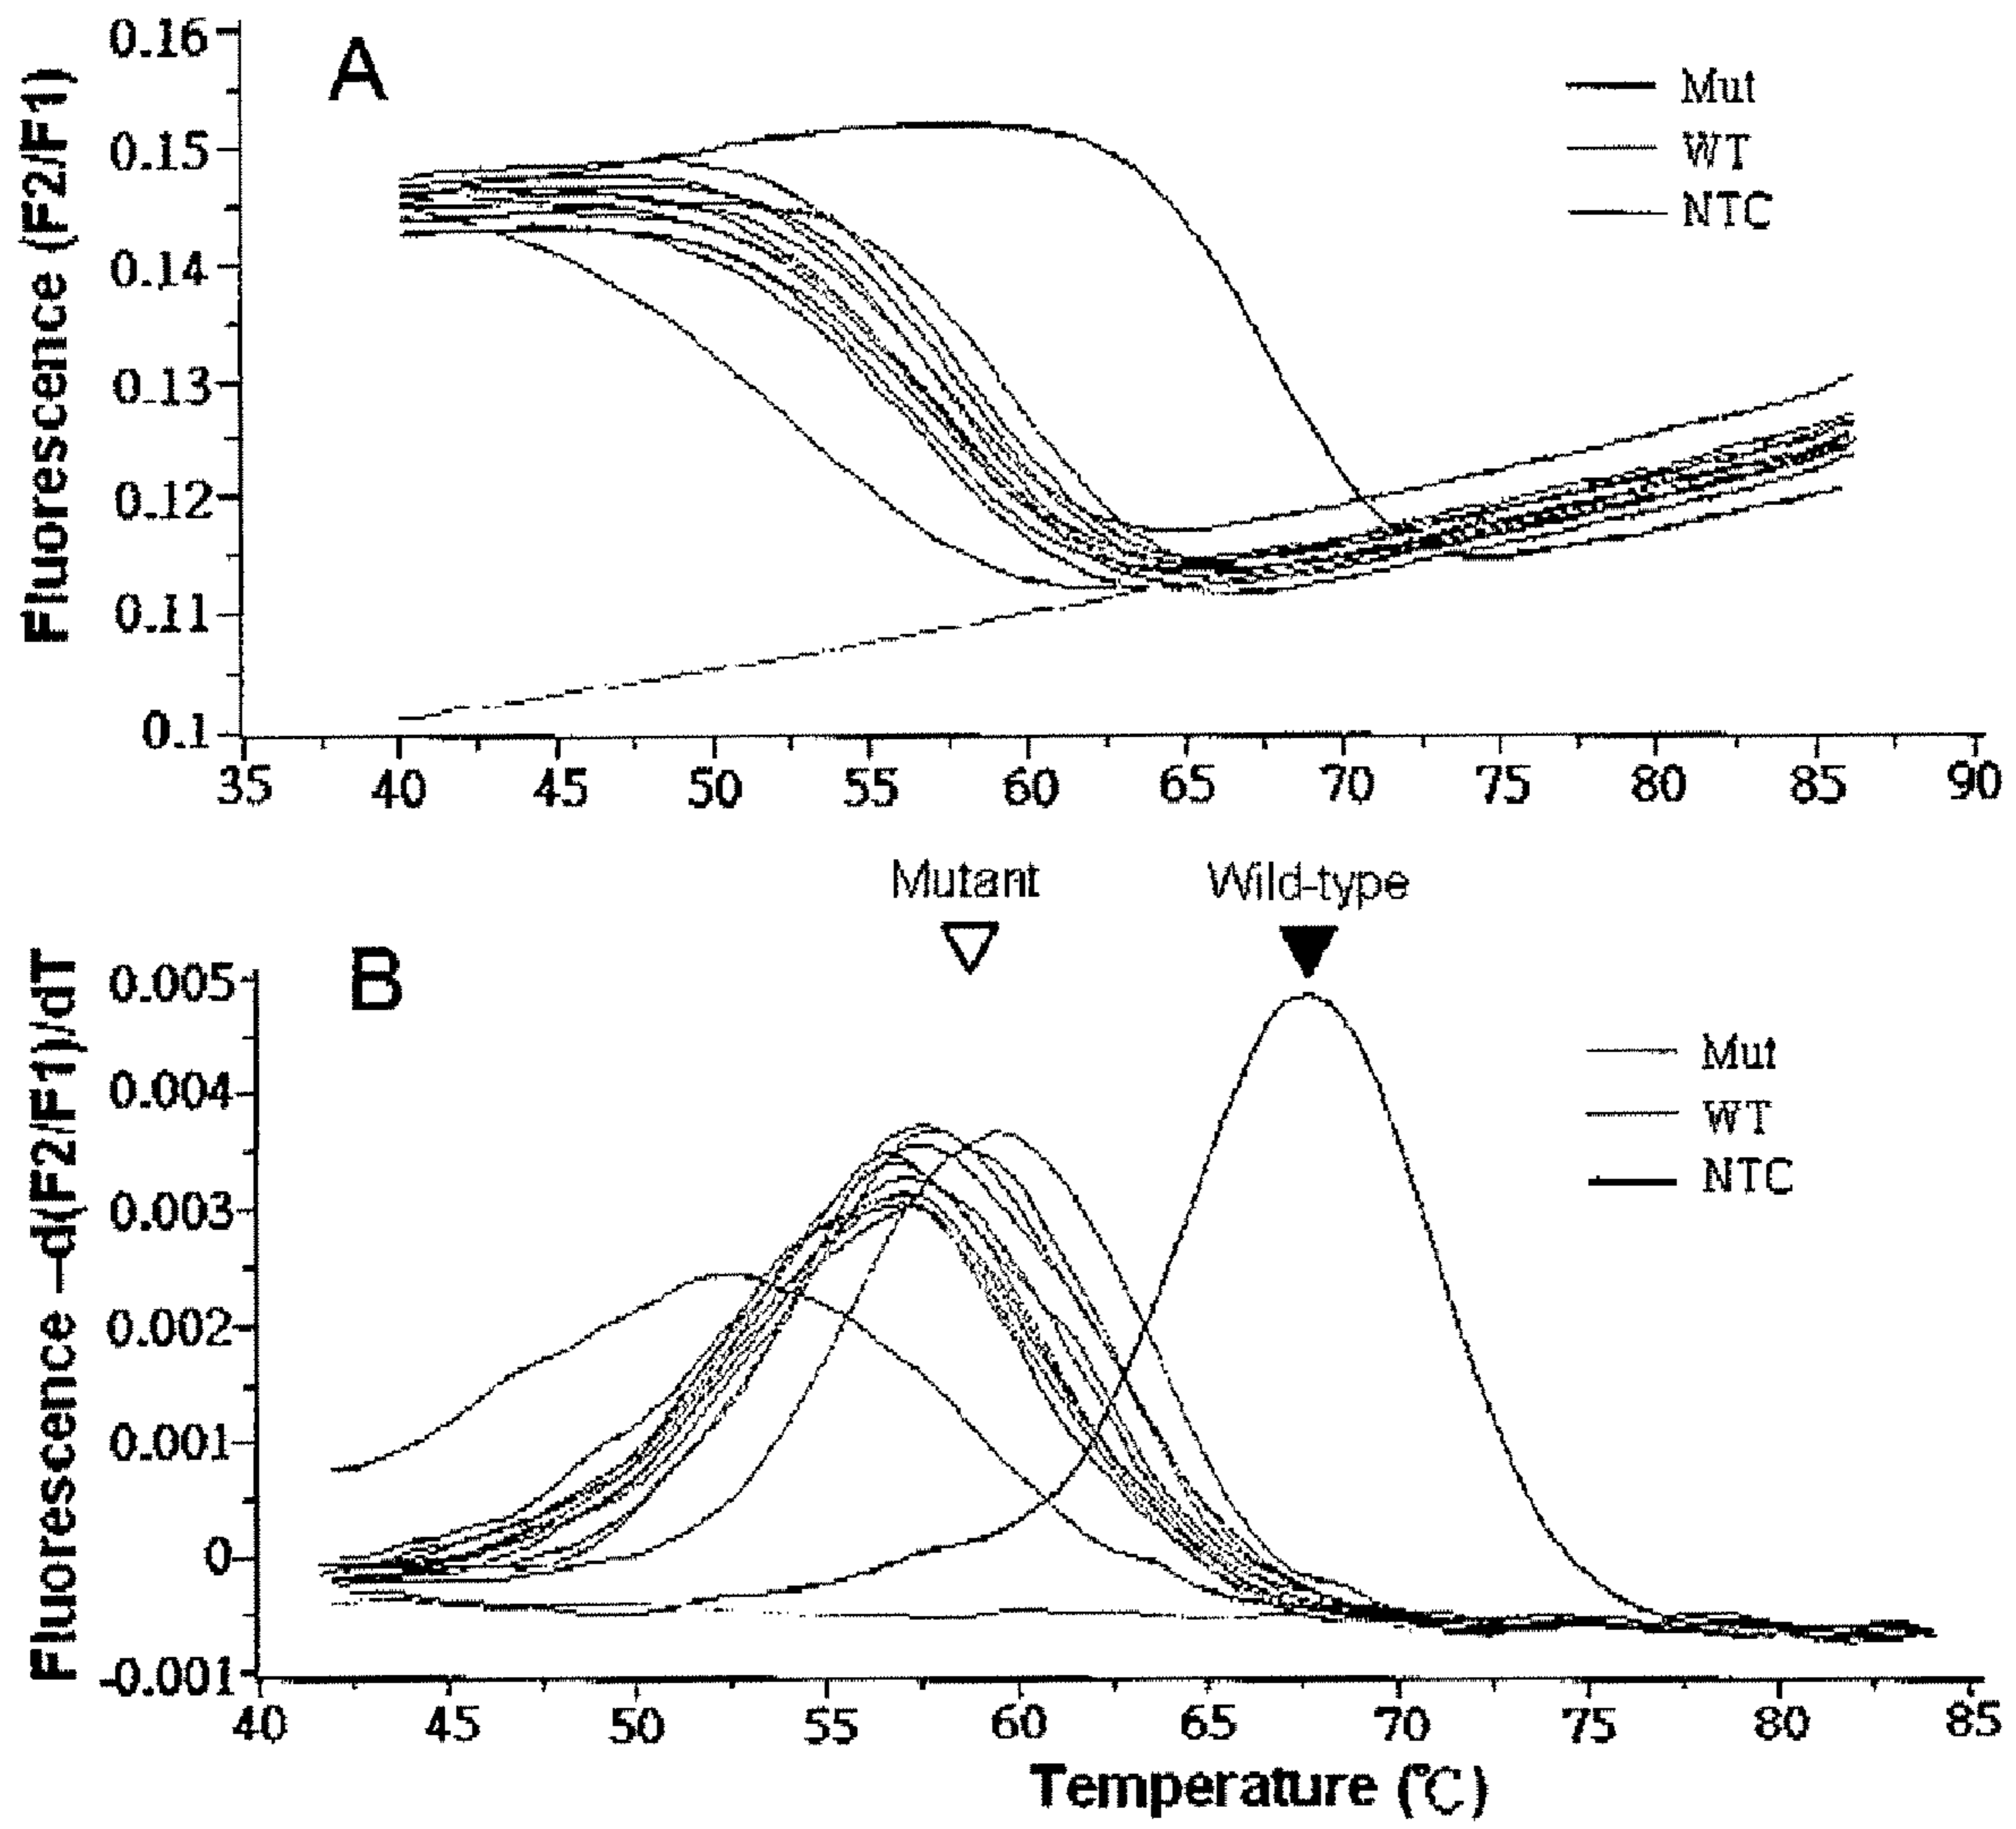 A
Fluorescence (F2/F1)
0.16
0.15
0.14
0.13
0.12
0.11
0.1
Mut
WT
NTC
35 40 45 50 55 60 65 70 75 80 85 90
Mutant Wild-type
B
Fluorescence –d(F2/F1)/dT
0.005
0.004
0.003
0.002
0.001
0
-0.001
Mut
WT
NTC
40 45 50 55 60 65 70 75 80 85
Temperature (℃)